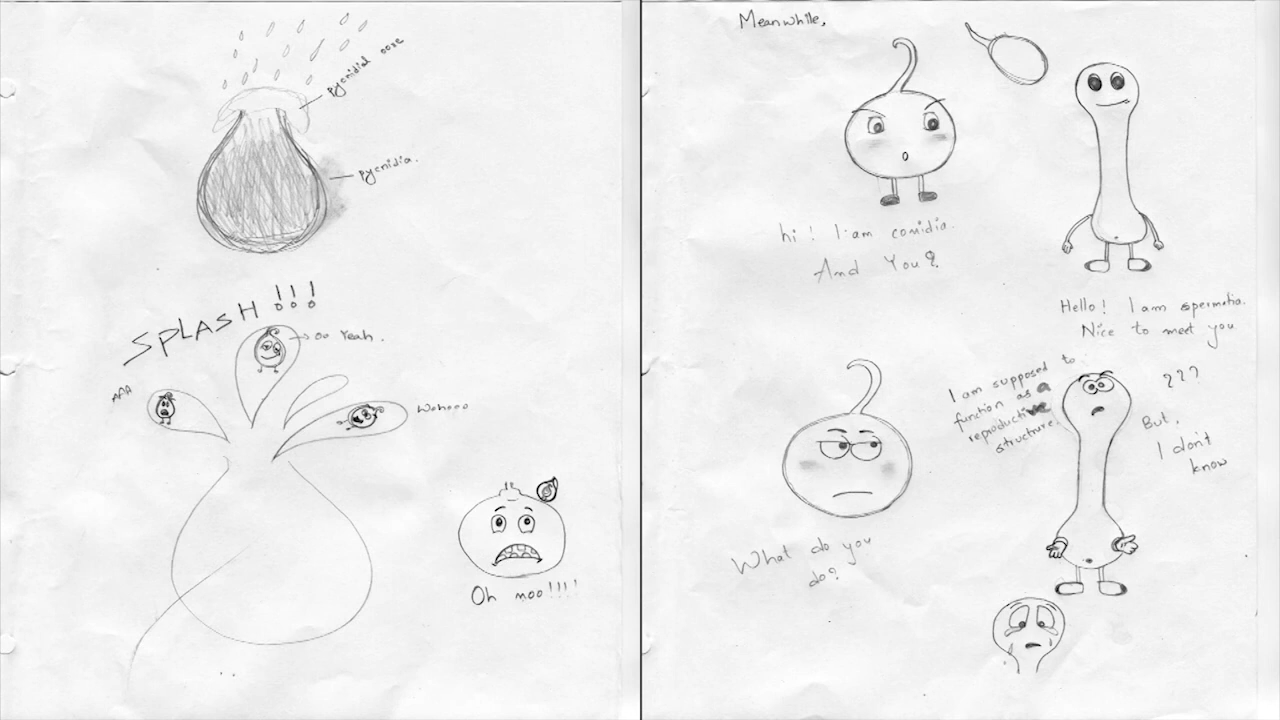 pycnidial ooze
pycnidia.
SPLASH!!!
oo Yeah.
AAA
Wohooo
Oh noo!!!!
Meanwhile,
hi! I am conidia.
And You?
Hello! I am spermatia.
Nice to meet you
I am supposed to
function as a
reproductive
structure.
???
But,
I don't
know
What do you
do?